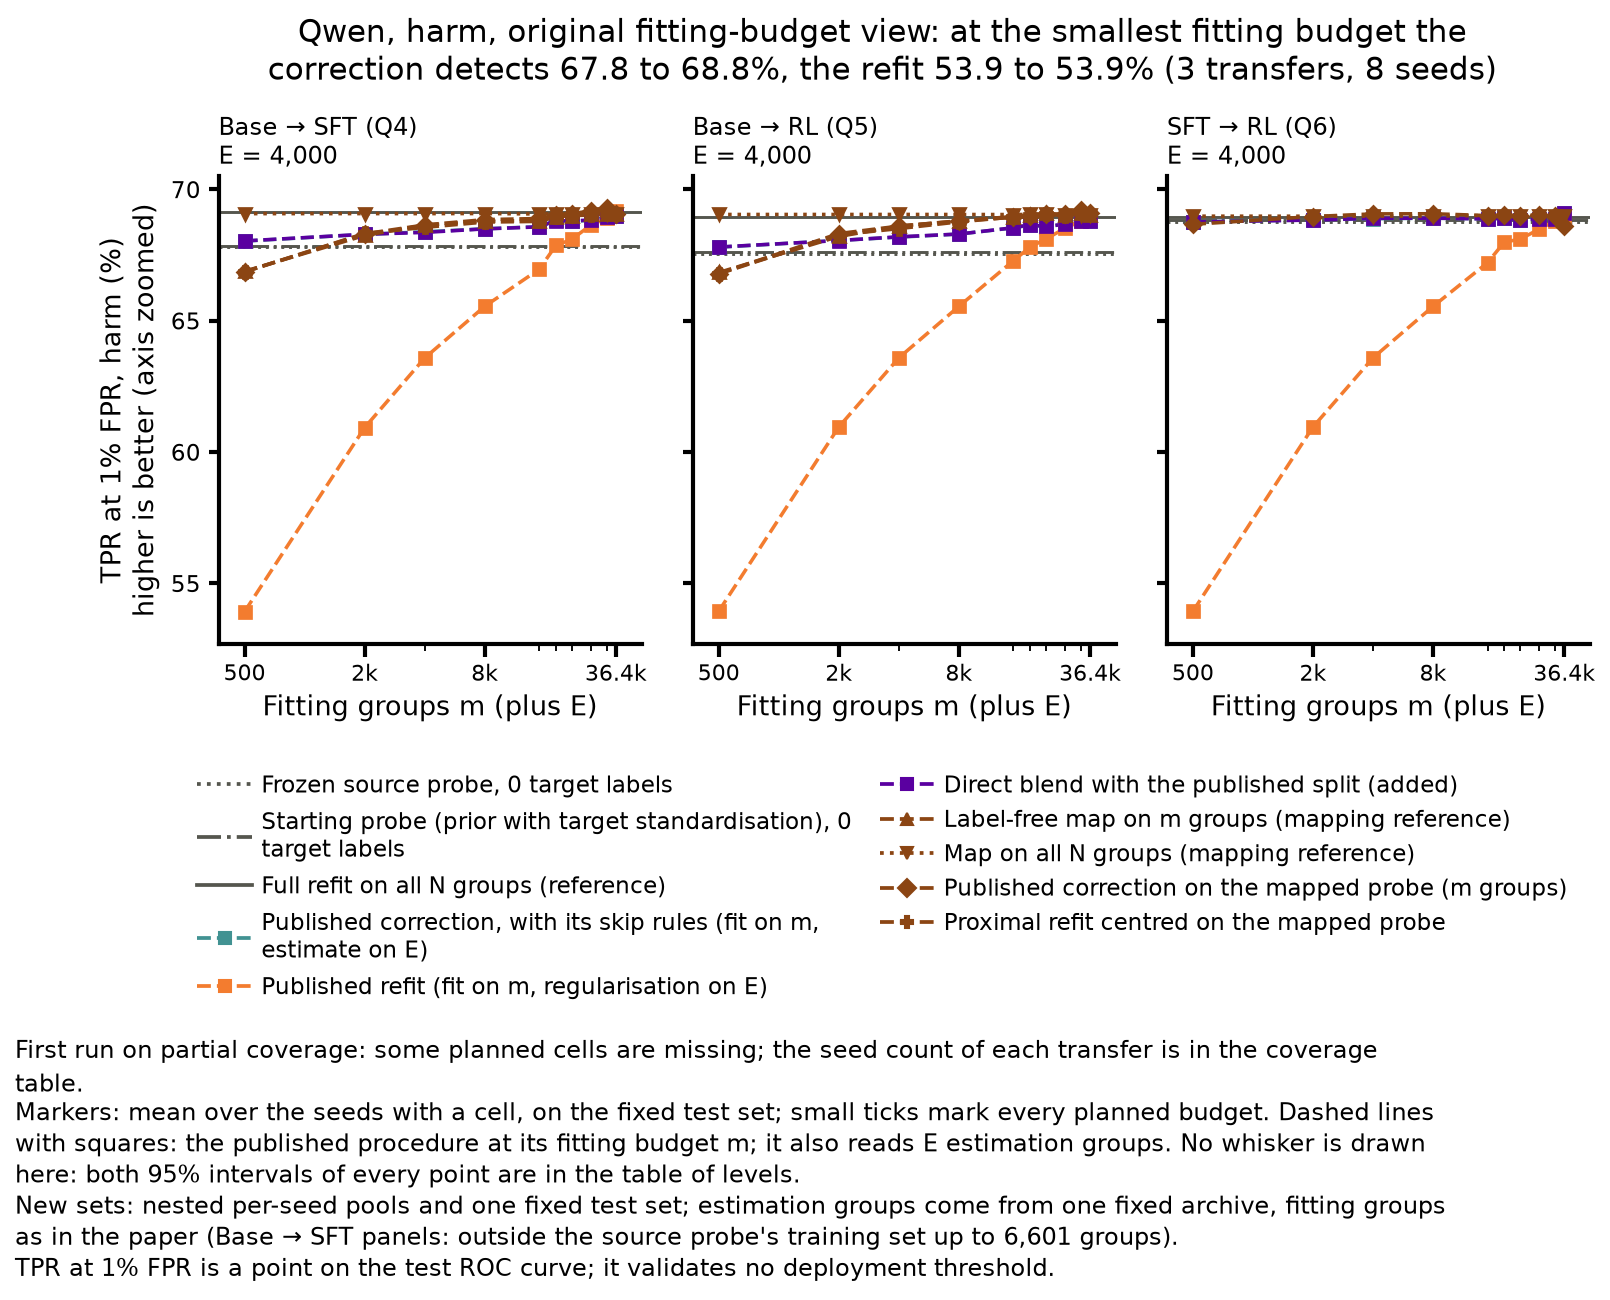 Qwen, harm, original fitting-budget view: at the smallest fitting budget the
correction detects 67.8 to 68.8%, the refit 53.9 to 53.9% (3 transfers, 8 seeds)
Base → SFT (Q4)
E = 4,000
Base → RL (Q5)
E = 4,000
SFT → RL (Q6)
E = 4,000
TPR at 1% FPR, harm (%)
higher is better (axis zoomed)
70
65
60
55
500 2k 8k 36.4k
500 2k 8k 36.4k
500 2k 8k 36.4k
Fitting groups m (plus E)
Fitting groups m (plus E)
Fitting groups m (plus E)
Frozen source probe, 0 target labels
Starting probe (prior with target standardisation), 0
target labels
Full refit on all N groups (reference)
Published correction, with its skip rules (fit on m,
estimate on E)
Published refit (fit on m, regularisation on E)
Direct blend with the published split (added)
Label-free map on m groups (mapping reference)
Map on all N groups (mapping reference)
Published correction on the mapped probe (m groups)
Proximal refit centred on the mapped probe
First run on partial coverage: some planned cells are missing; the seed count of each transfer is in the coverage
table.
Markers: mean over the seeds with a cell, on the fixed test set; small ticks mark every planned budget. Dashed lines
with squares: the published procedure at its fitting budget m; it also reads E estimation groups. No whisker is drawn
here: both 95% intervals of every point are in the table of levels.
New sets: nested per-seed pools and one fixed test set; estimation groups come from one fixed archive, fitting groups
as in the paper (Base → SFT panels: outside the source probe's training set up to 6,601 groups).
TPR at 1% FPR is a point on the test ROC curve; it validates no deployment threshold.